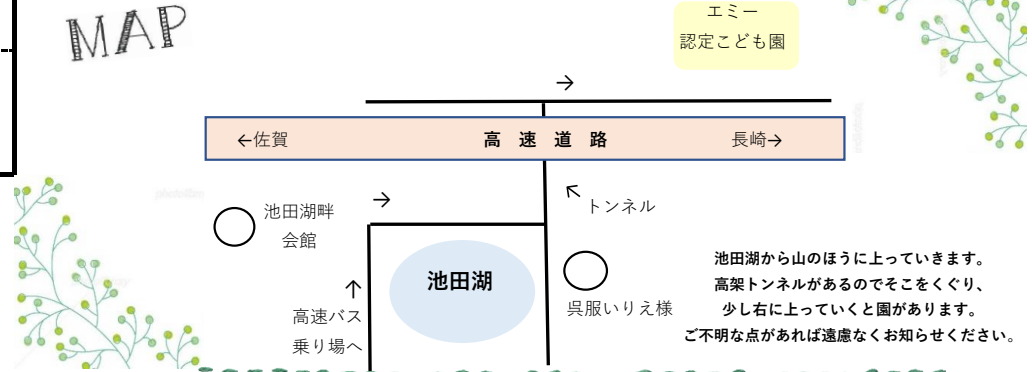 MAP
エミー
認定こども園
→
←佐賀 高速道路 長崎→
→
↖
トンネル
池田湖畔
会館
池田湖
↑
高速バス
乗り場へ
呉服いりえ様
池田湖から山のほうに上っていきます。
高架トンネルがあるのでそこをくぐり、
少し右に上っていくと園があります。
ご不明な点があれば遠慮なくお知らせください。